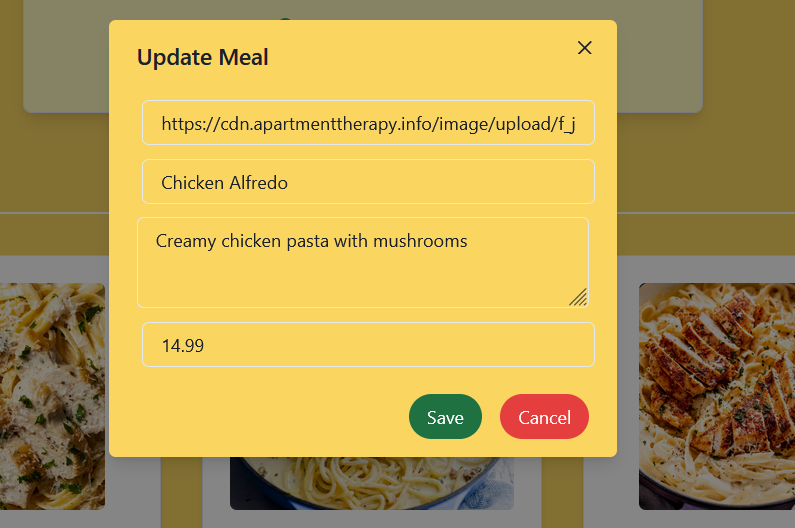 Update Meal
https://cdn.apartmenttherapy.info/image/upload/f_j
Chicken Alfredo
Creamy chicken pasta with mushrooms
14.99
Save
Cancel